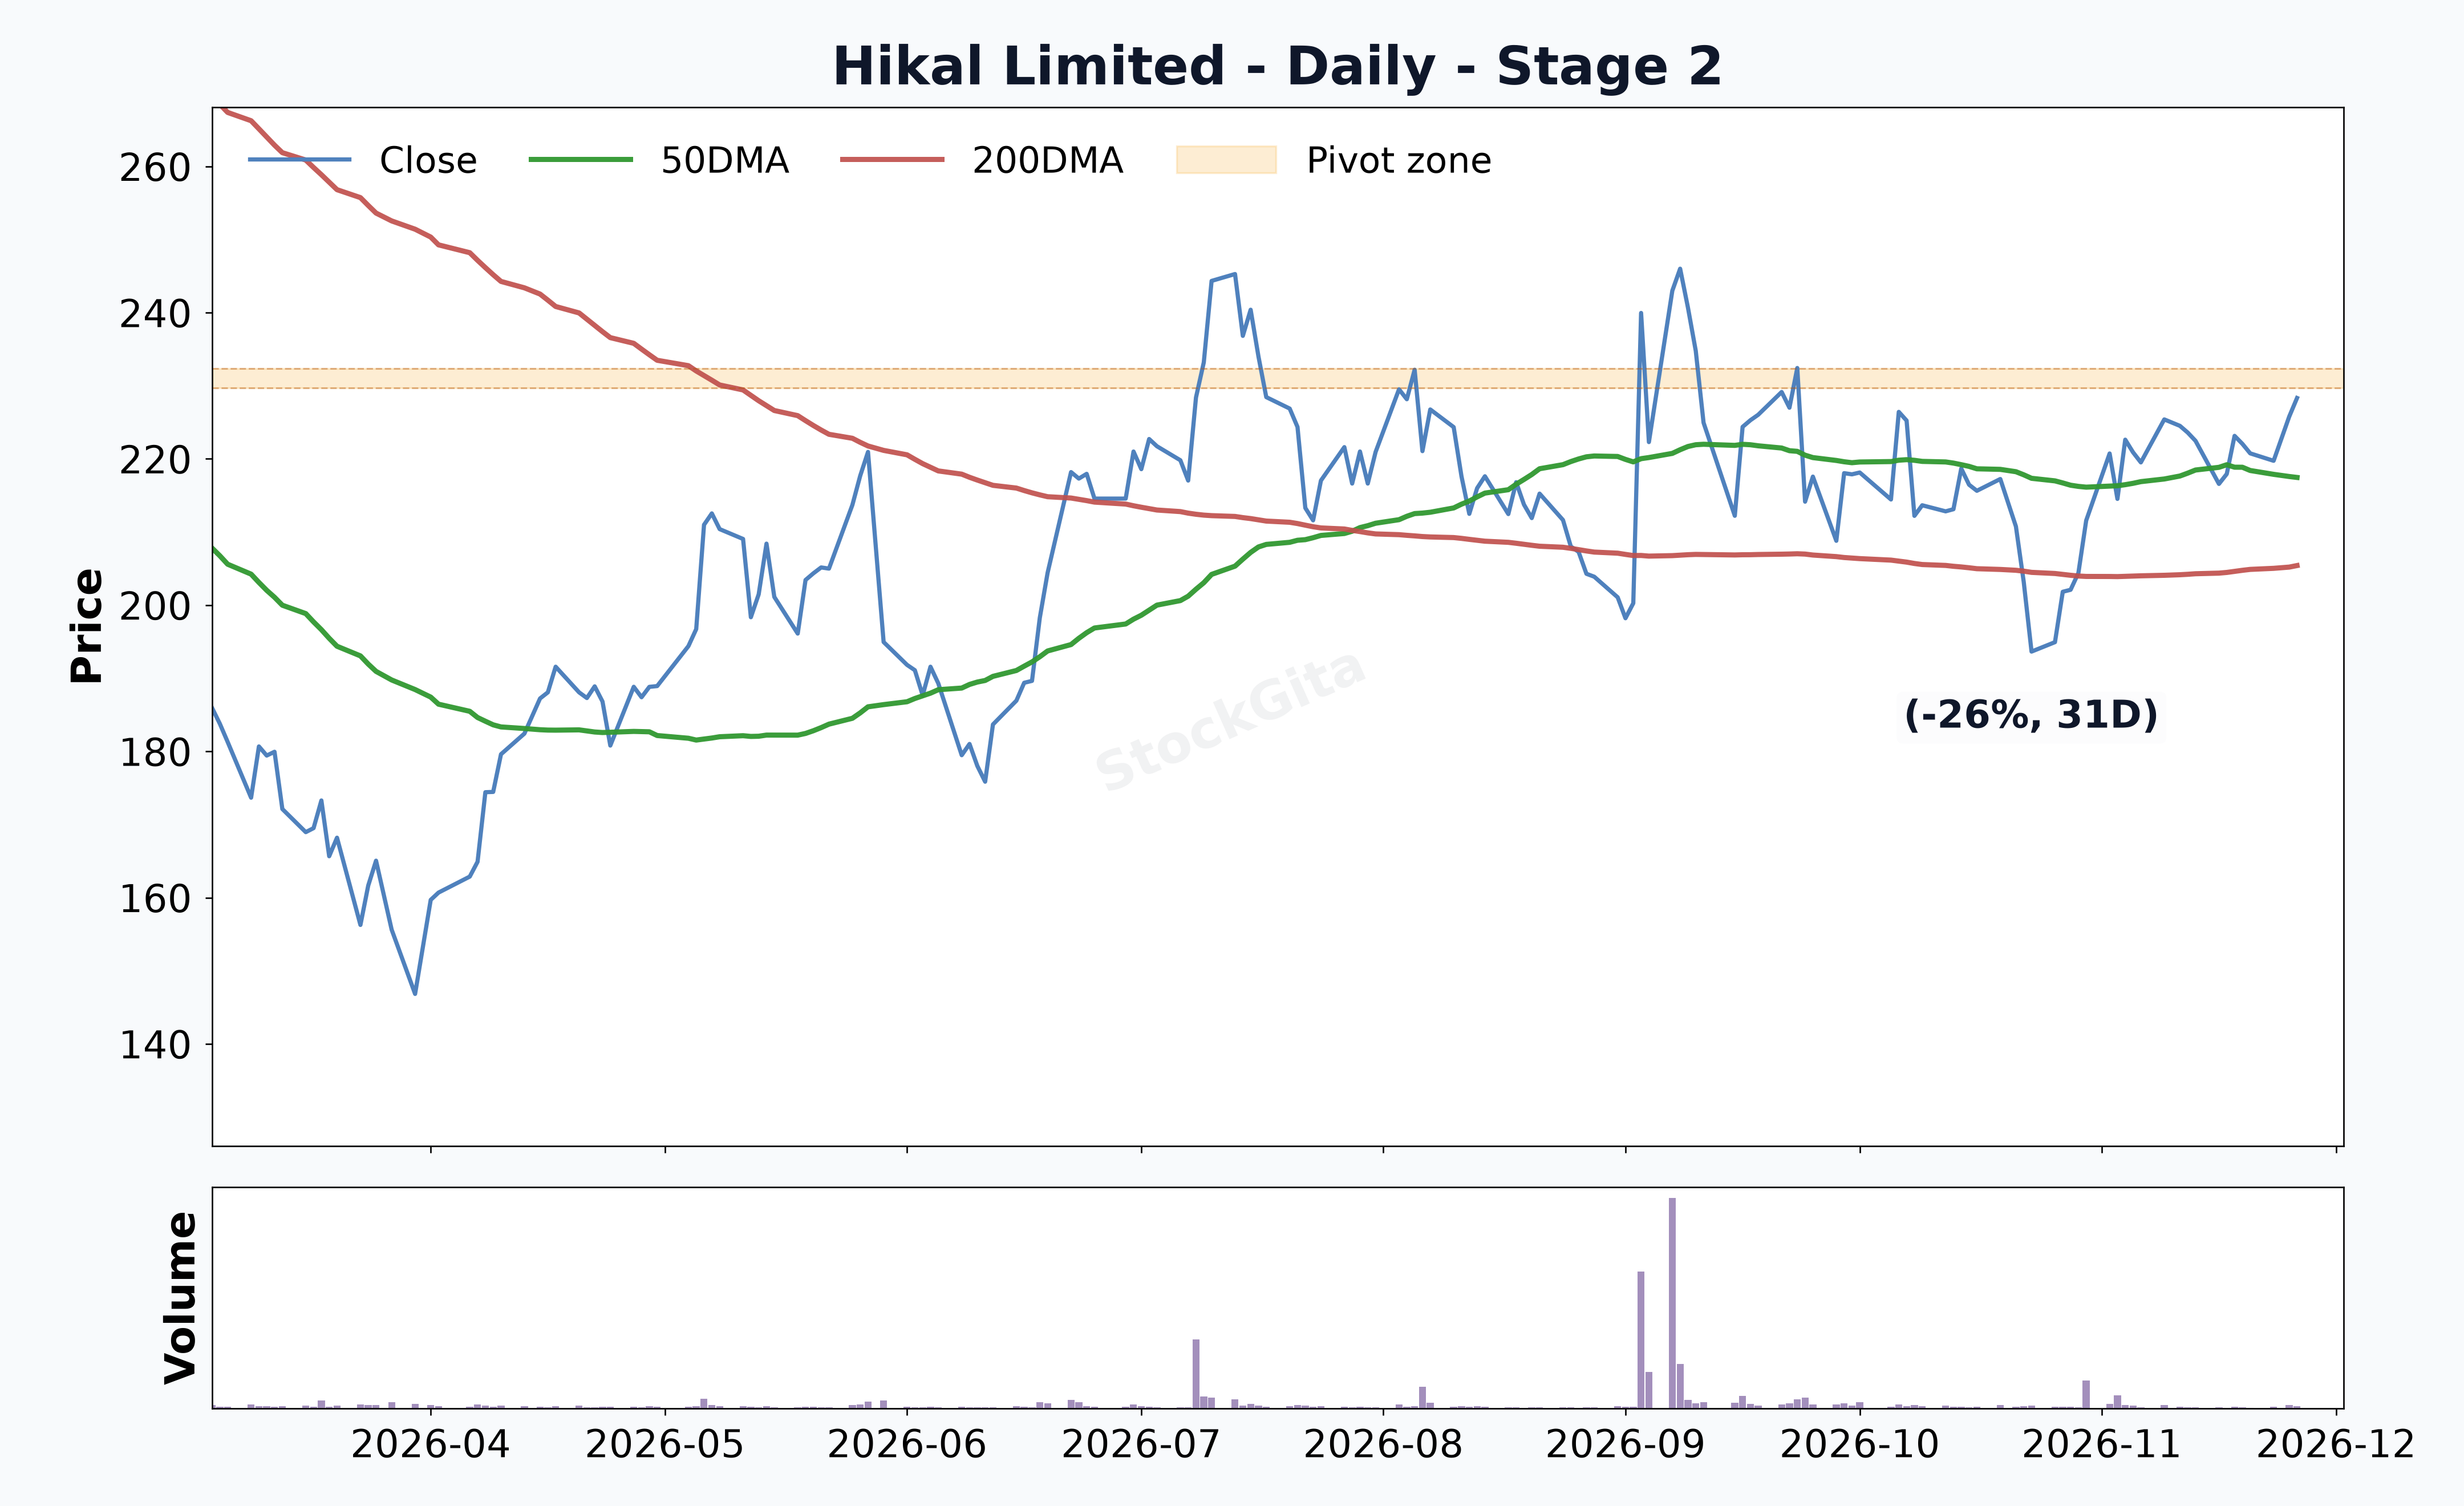 Hikal Limited - Daily - Stage 2
Close 50DMA 200DMA Pivot zone
Price
260
240
220
200
180
160
140
StockGita
(-26%, 31D)
Volume
2026-04 2026-05 2026-06 2026-07 2026-08 2026-09 2026-10 2026-11 2026-12